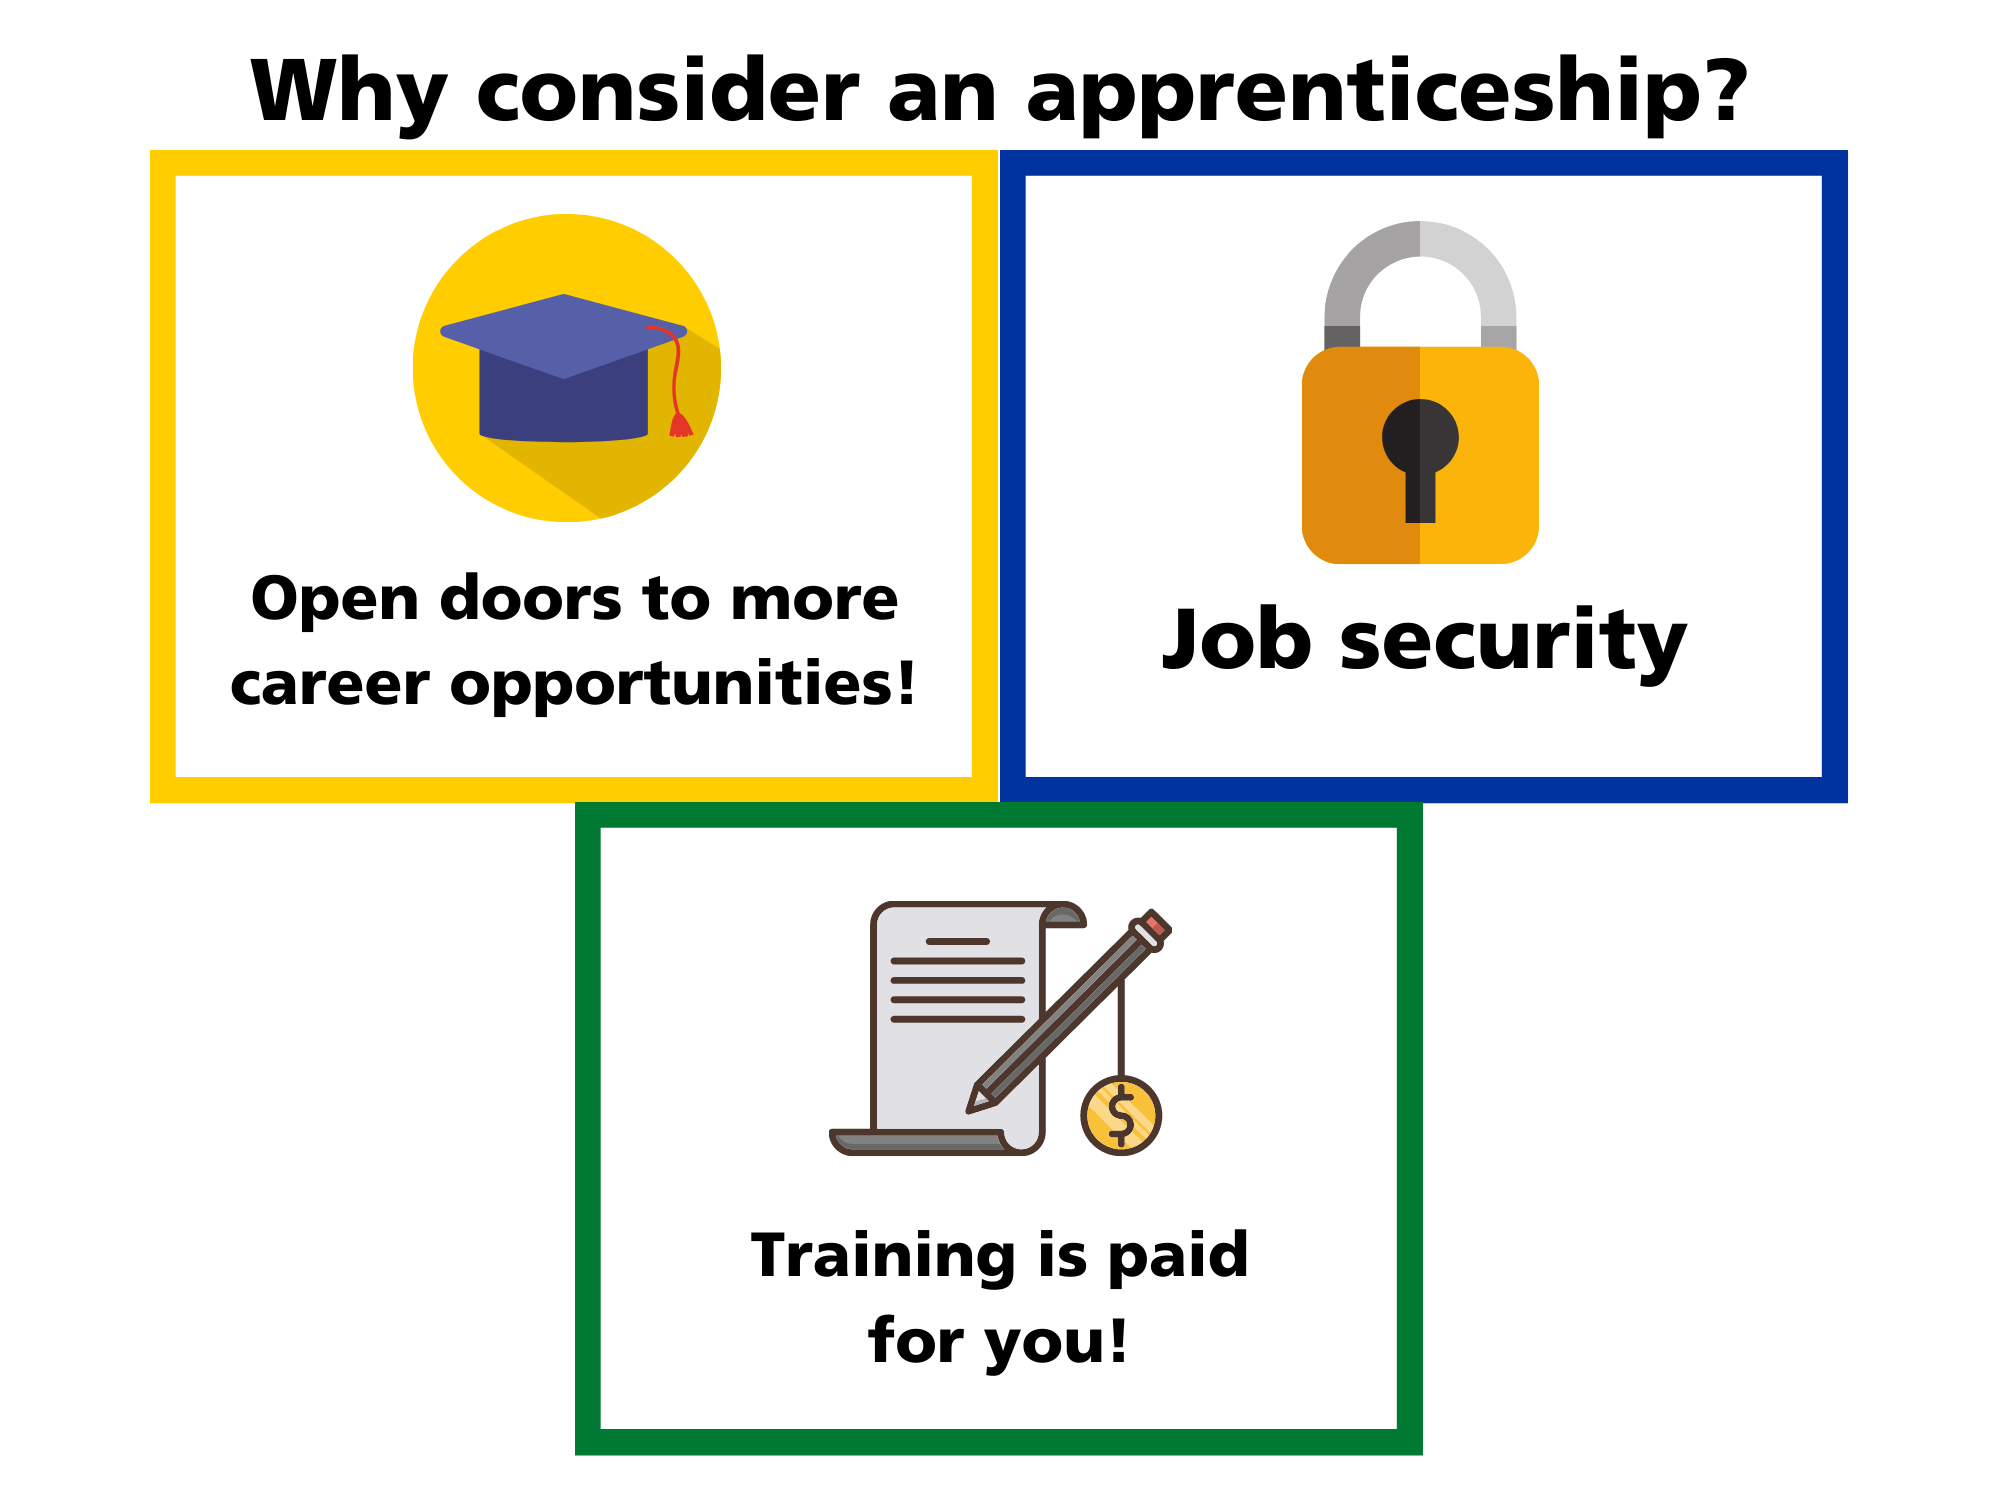 Why consider an apprenticeship?
Open doors to more
career opportunities!
Job security
Training is paid
for you!